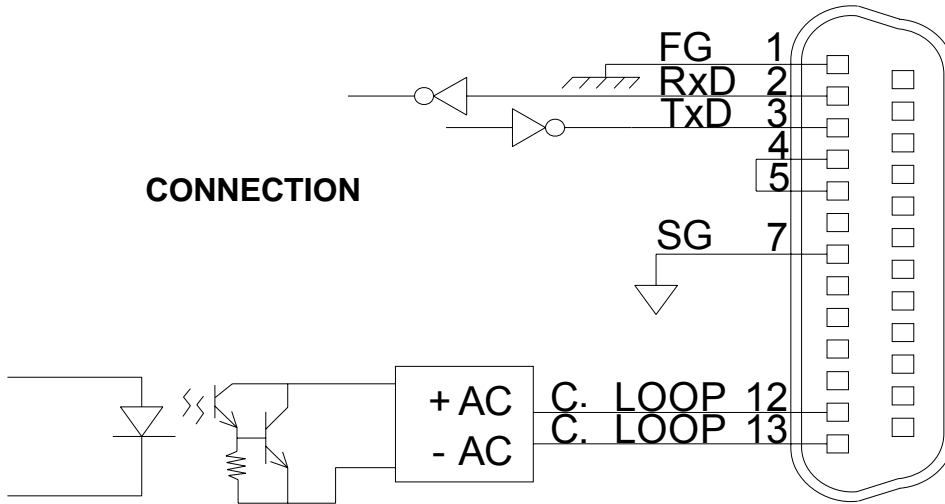 FG 1
RxD 2
TxD 3
4
CONNECTION 5
SG 7
+ AC C. LOOP 12
- AC C. LOOP 13